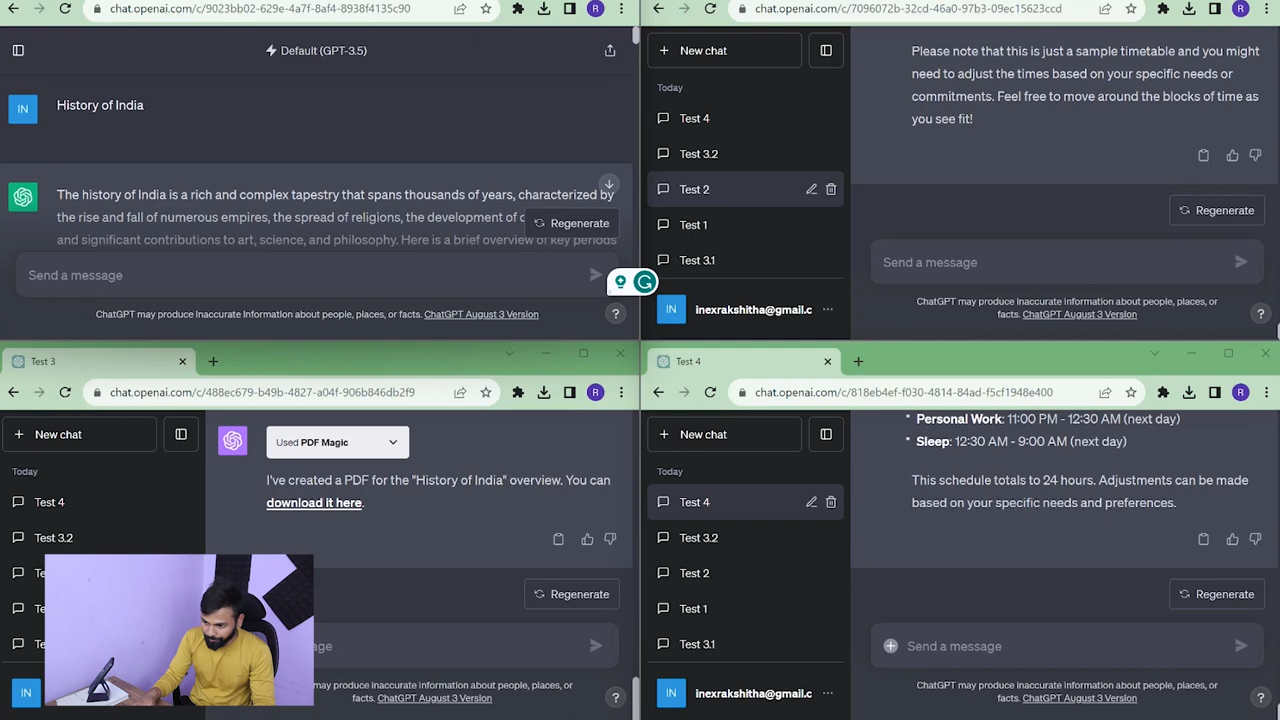 chat.openai.com/c/9023bb02-629e-4a7f-8af4-8938f4135c90
R
Default (GPT-3.5)
IN
History of India
The history of India is a rich and complex tapestry that spans thousands of years, characterized by
the rise and fall of numerous empires, the spread of religions, the development of
and significant contributions to art, science, and philosophy. Here is a brief overview of key periods
Regenerate
Send a message
ChatGPT may produce inaccurate information about people, places, or facts. ChatGPT August 3 Version
?
chat.openai.com/c/7096072b-32cd-46a0-97b3-09ec15623ccd
R
New chat
Today
Test 4
Test 3.2
Test 2
Test 1
Test 3.1
IN
inexrakshitha@gmail.c
Please note that this is just a sample timetable and you might
need to adjust the times based on your specific needs or
commitments. Feel free to move around the blocks of time as
you see fit!
Regenerate
Send a message
ChatGPT may produce inaccurate information about people, places,
or facts. ChatGPT August 3 Version
?
Test 3
chat.openai.com/c/488ec679-b49b-4827-a04f-906b846db2f9
R
New chat
Today
Test 4
Test 3.2
Te
Te
Te
IN
Used PDF Magic
I've created a PDF for the "History of India" overview. You can
download it here.
Regenerate
may produce inaccurate information about people, places, or
facts. ChatGPT August 3 Version
?
Test 4
chat.openai.com/c/818eb4ef-f030-4814-84ad-f5cf1948e400
R
New chat
Today
Test 4
Test 3.2
Test 2
Test 1
Test 3.1
IN
inexrakshitha@gmail.c
• Personal Work: 11:00 PM - 12:30 AM (next day)
• Sleep: 12:30 AM - 9:00 AM (next day)
This schedule totals to 24 hours. Adjustments can be made
based on your specific needs and preferences.
Regenerate
Send a message
ChatGPT may produce inaccurate information about people, places, or
facts. ChatGPT August 3 Version
?